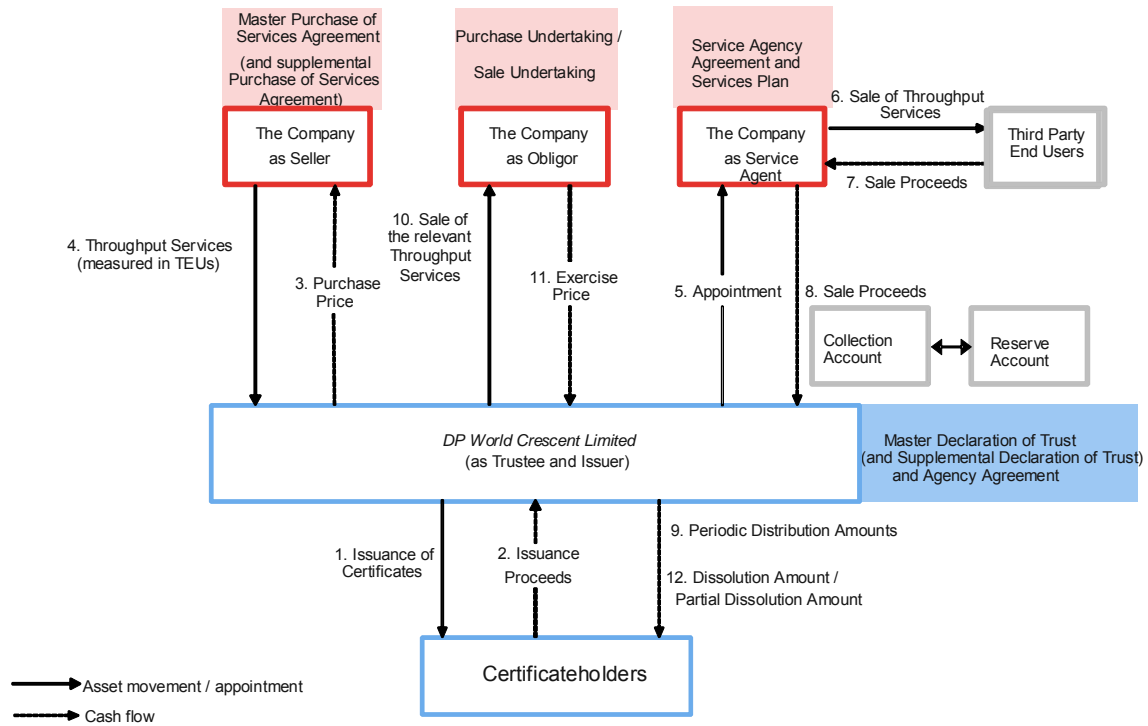 Master Purchase of
Services Agreement
(and supplemental
Purchase of Services
Agreement)
Purchase Undertaking /
Sale Undertaking
Service Agency
Agreement and
Services Plan
The Company
as Seller
The Company
as Obligor
The Company
as Service
Agent
6. Sale of Throughput
Services
7. Sale Proceeds
Third Party
End Users
4. Throughput Services
(measured in TEUs)
3. Purchase
Price
10. Sale of
the relevant
Throughput
Services
11. Exercise
Price
5. Appointment
8. Sale Proceeds
Collection
Account
Reserve
Account
DP World Crescent Limited
(as Trustee and Issuer)
Master Declaration of Trust
(and Supplemental Declaration of Trust)
and Agency Agreement
1. Issuance of
Certificates
2. Issuance
Proceeds
9. Periodic Distribution Amounts
12. Dissolution Amount /
Partial Dissolution Amount
Certificateholders
Asset movement / appointment
Cash flow